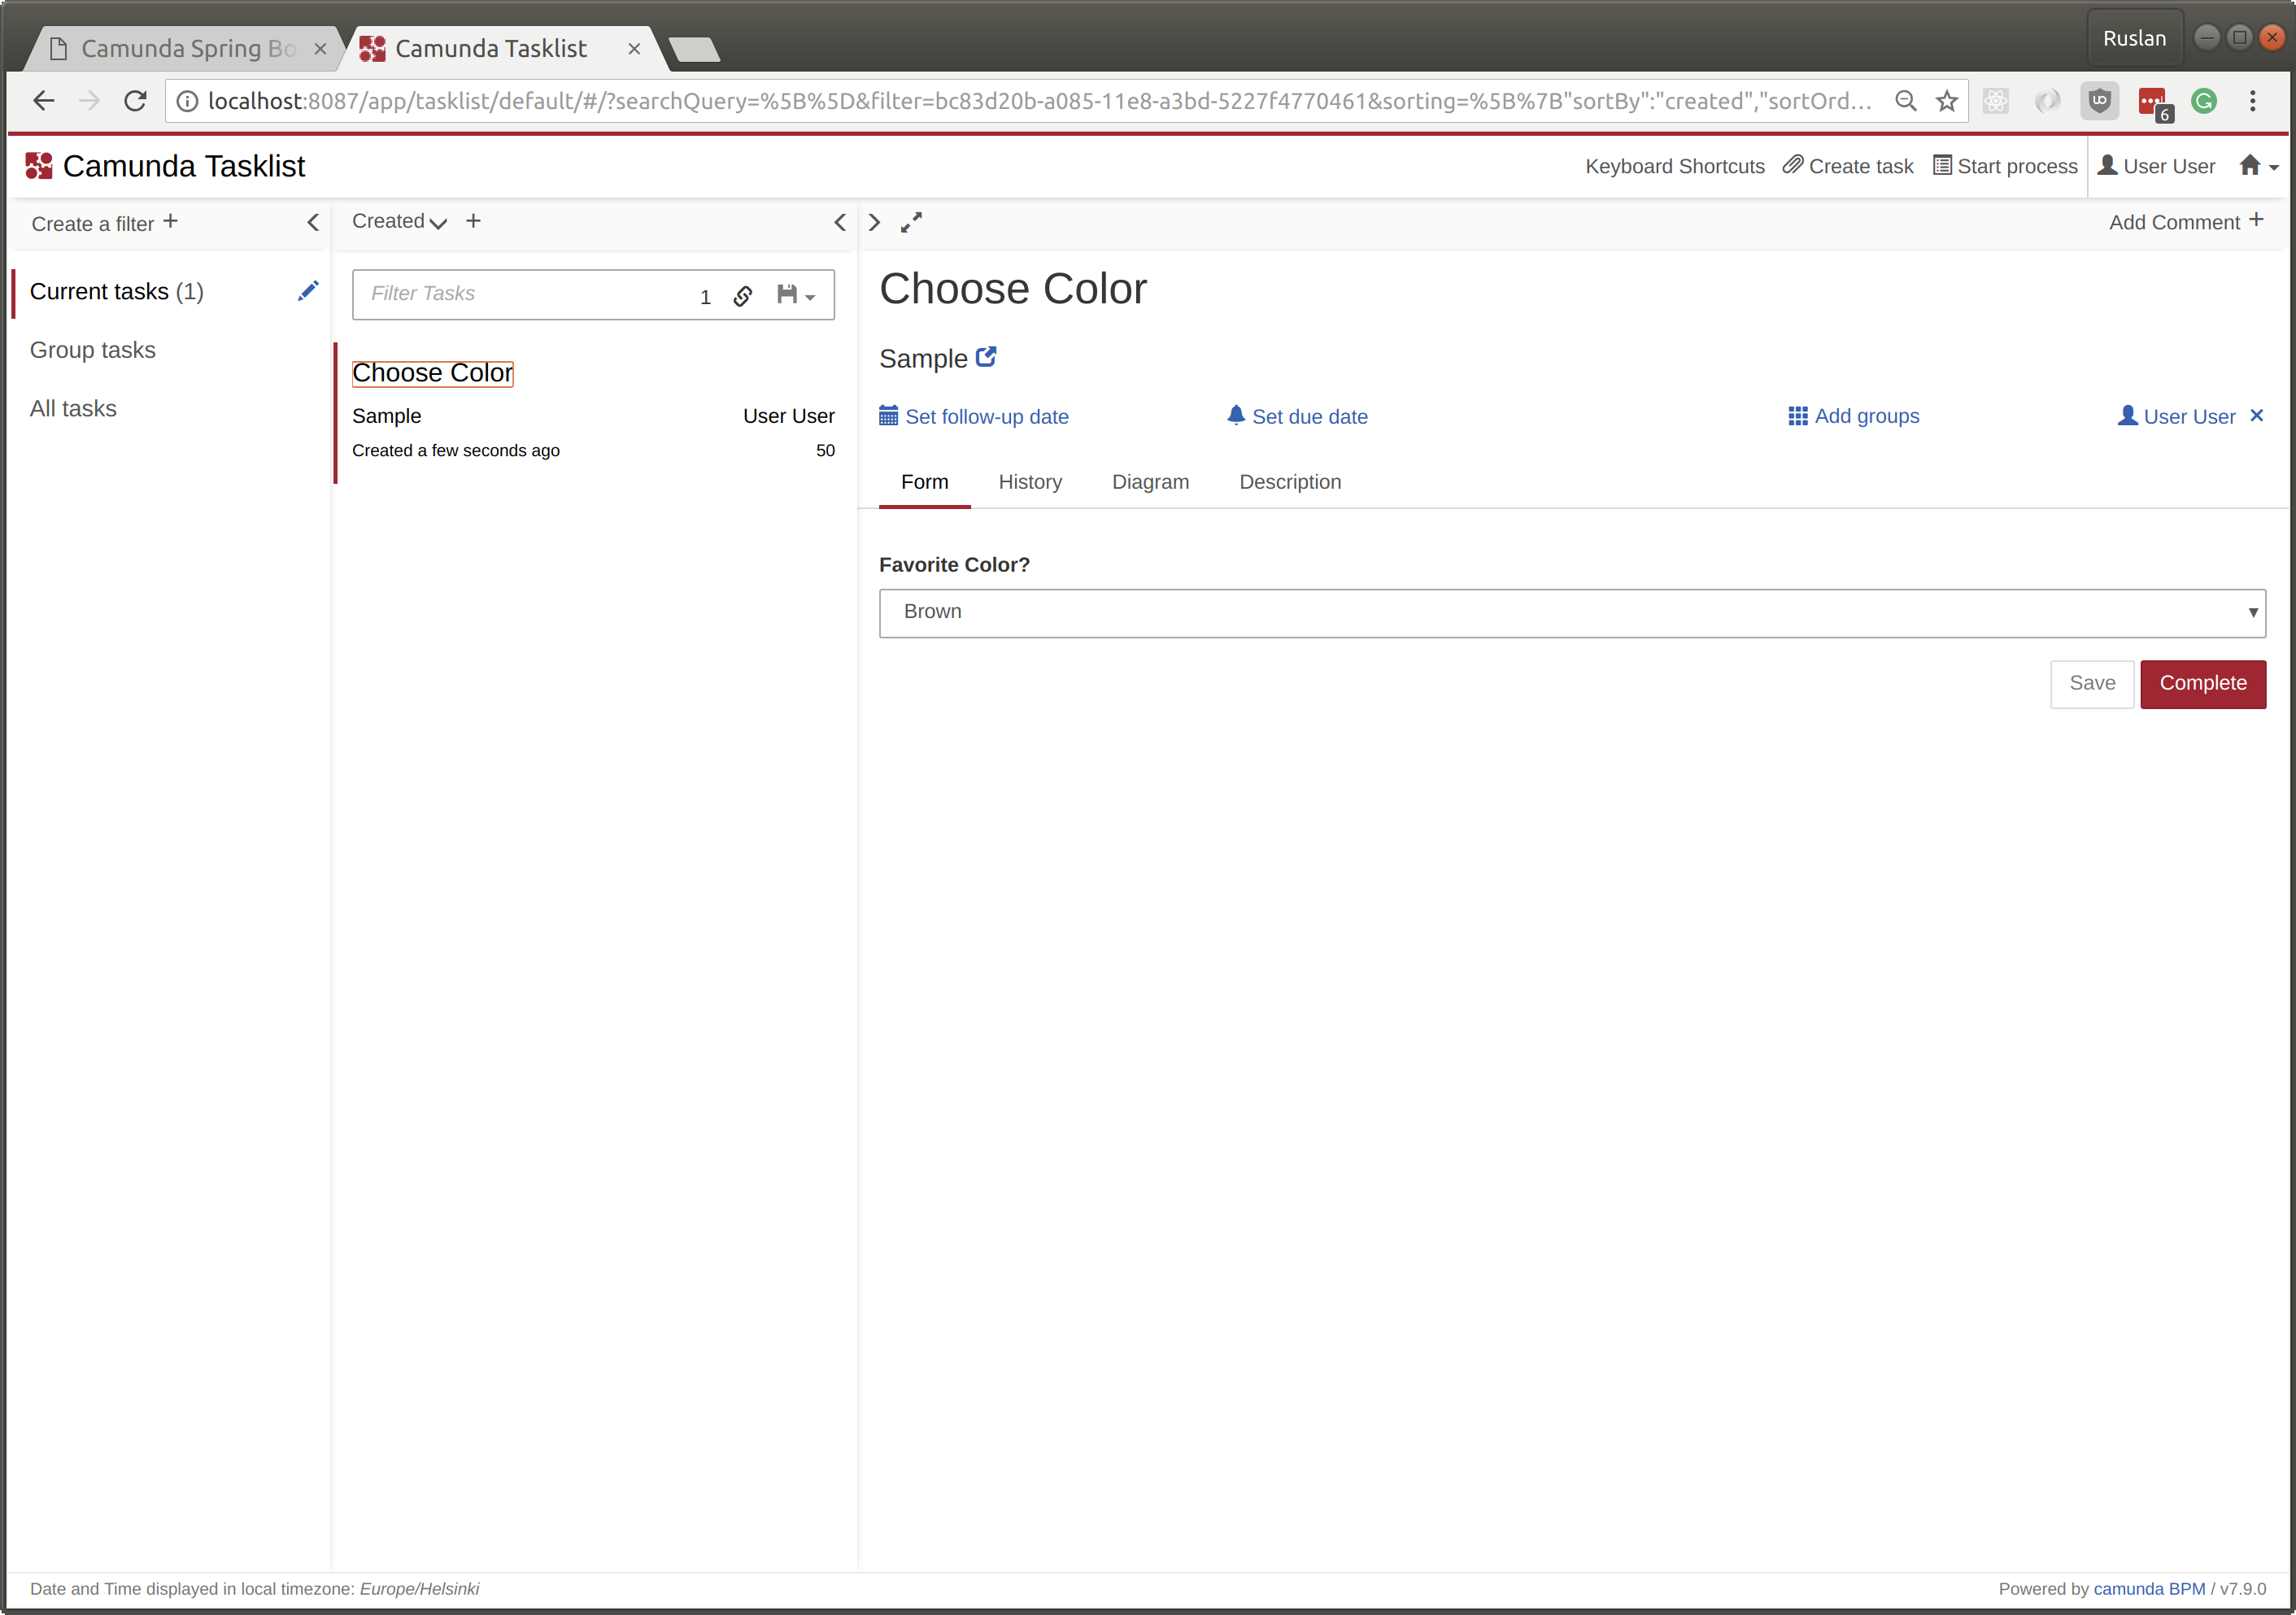 Camunda Spring Bo
Camunda Tasklist
Ruslan
localhost:8087/app/tasklist/default/#/?searchQuery=%5B%5D&filter=bc83d20b-a085-11e8-a3bd-5227f4770461&sorting=%5B%7B"sortBy":"created","sortOrd...
6
Camunda Tasklist
Keyboard Shortcuts
Create task
Start process
User User
Create a filter +
Created
+
Add Comment +
Current tasks (1)
Group tasks
All tasks
Filter Tasks
1
Choose Color
Sample
User User
Created a few seconds ago
50
Choose Color
Sample
Set follow-up date
Set due date
Add groups
User User
Form
History
Diagram
Description
Favorite Color?
Brown
Save
Complete
Date and Time displayed in local timezone: Europe/Helsinki
Powered by camunda BPM / v7.9.0